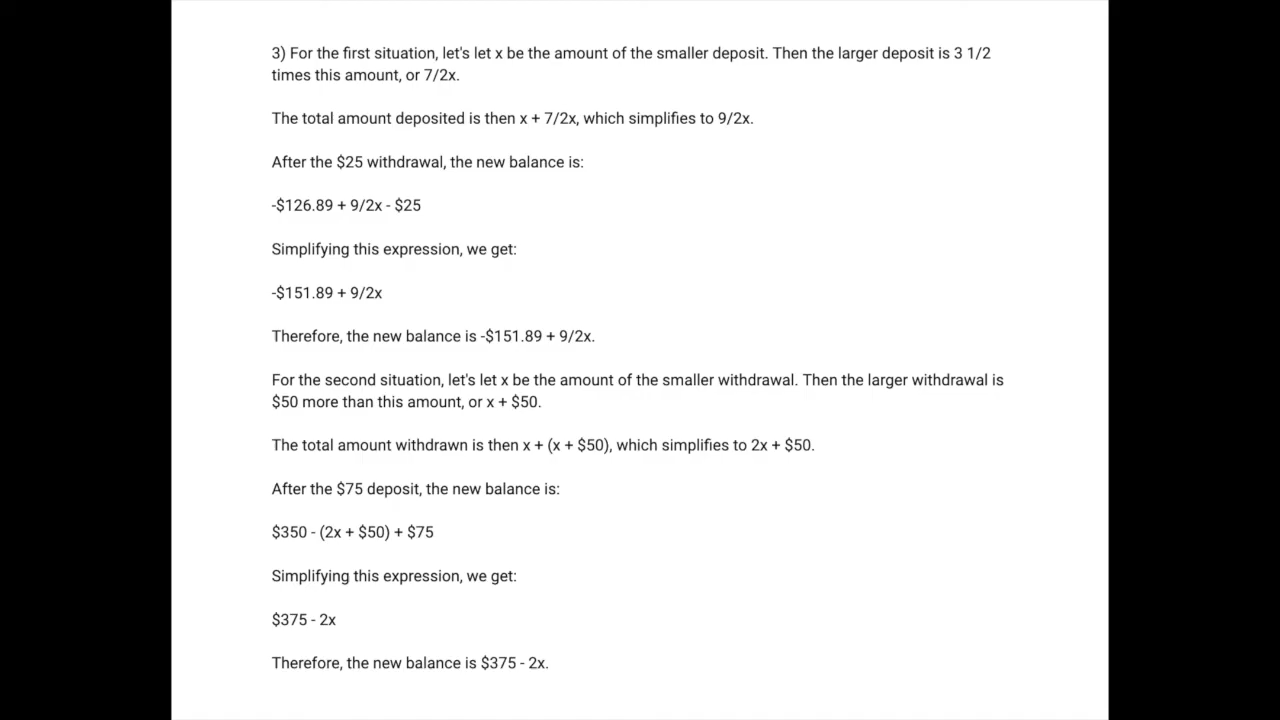 3) For the first situation, let's let x be the amount of the smaller deposit. Then the larger deposit is 3 1/2
times this amount, or 7/2x.
The total amount deposited is then x + 7/2x, which simplifies to 9/2x.
After the $25 withdrawal, the new balance is:
-$126.89 + 9/2x - $25
Simplifying this expression, we get:
-$151.89 + 9/2x
Therefore, the new balance is -$151.89 + 9/2x.
For the second situation, let's let x be the amount of the smaller withdrawal. Then the larger withdrawal is
$50 more than this amount, or x + $50.
The total amount withdrawn is then x + (x + $50), which simplifies to 2x + $50.
After the $75 deposit, the new balance is:
$350 - (2x + $50) + $75
Simplifying this expression, we get:
$375 - 2x
Therefore, the new balance is $375 - 2x.